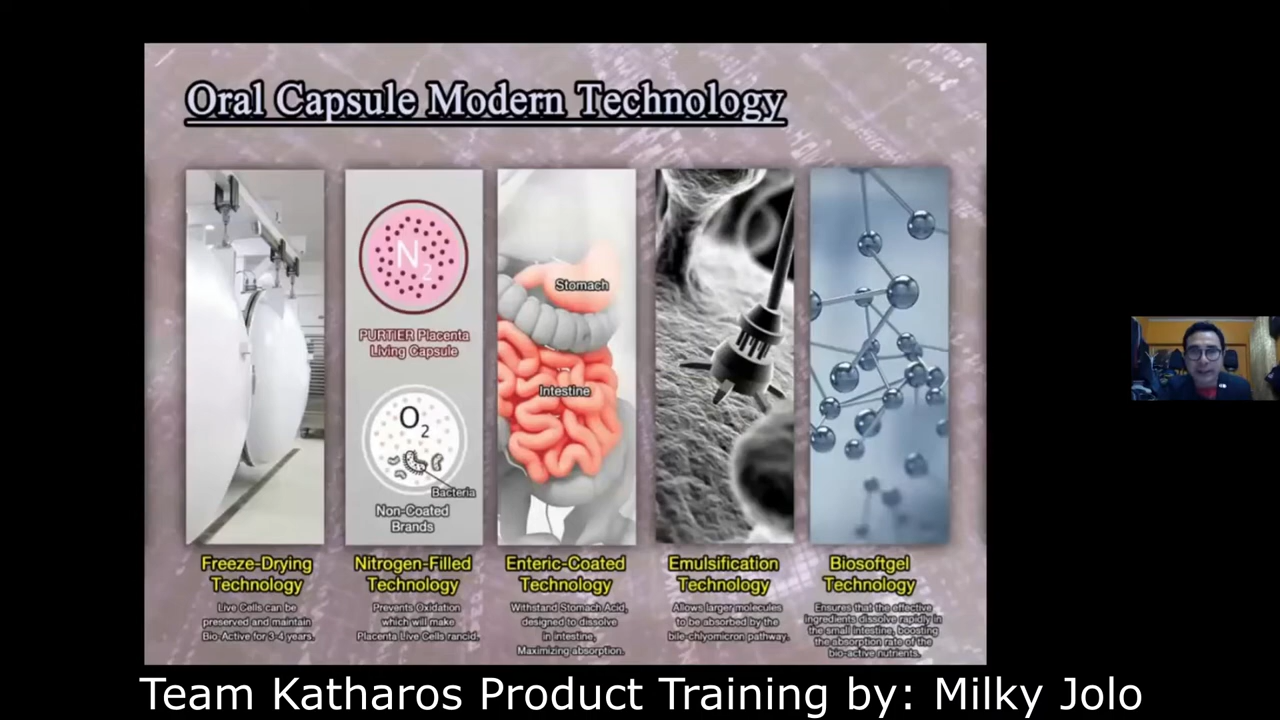 Oral Capsule Modern Technology
N2
PURTIER Placenta
Living Capsule
O2
Bacteria
Non-Coated
Brands
Stomach
Intestine
Freeze-Drying
Technology
Live Cells can be
preserved and maintain
Bio-Active for 3-4 years.
Nitrogen-Filled
Technology
Prevents Oxidation
which will make
Placenta Live Cells rancid.
Enteric-Coated
Technology
Withstand Stomach Acid,
designed to dissolve
in intestine,
Maximizing absorption.
Emulsification
Technology
Allows larger molecules
to be absorbed by the
bile-chlyomicron pathway.
Biosoftgel
Technology
Ensures that the effective
ingredients dissolve rapidly in
the small intestine, boosting
the absorption rate of the
bio-active nutrients.
Team Katharos Product Training by: Milky Jolo